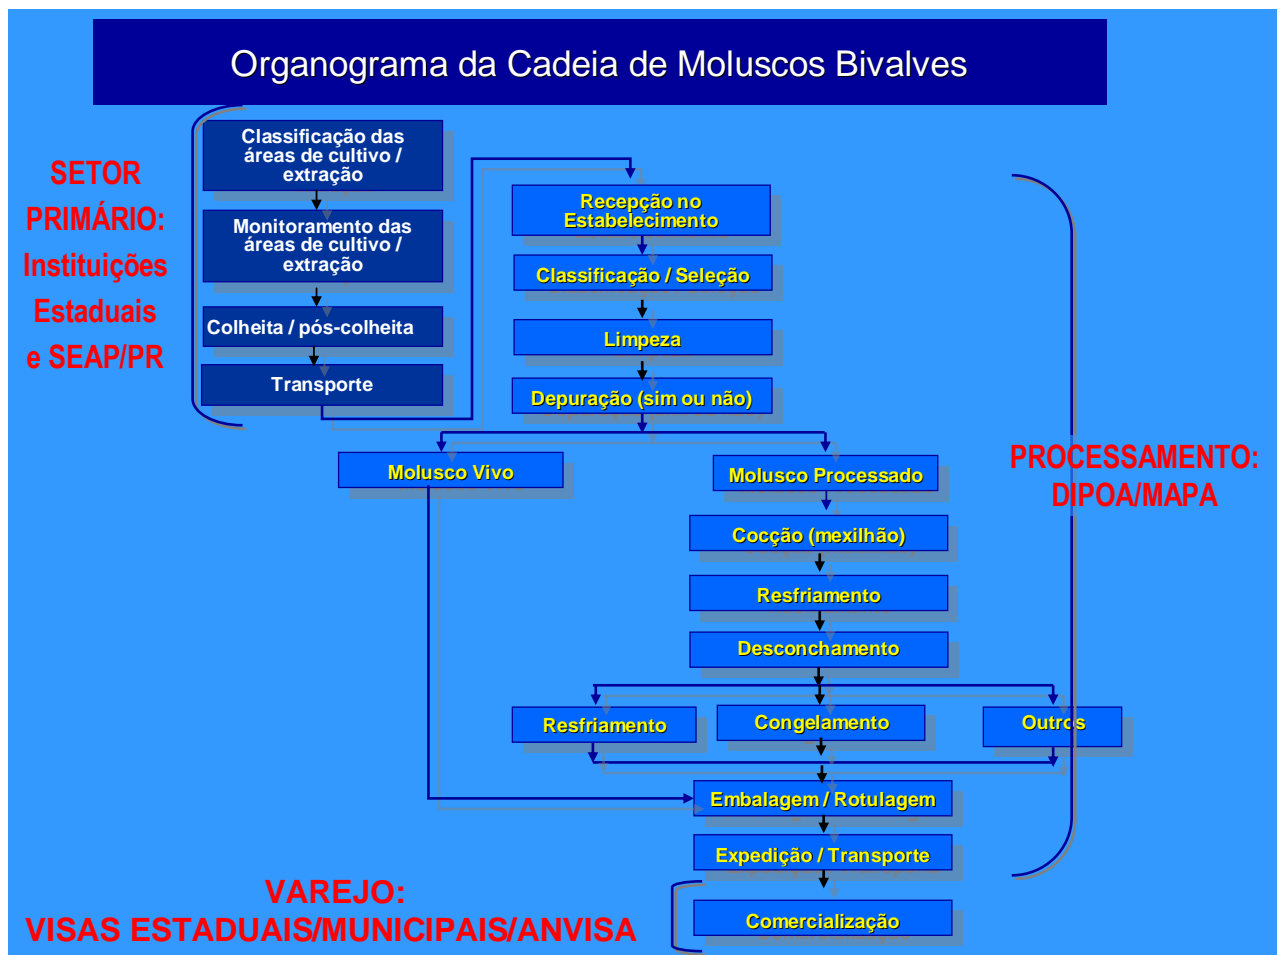 Organograma da Cadeia de Moluscos Bivalves
SETOR
PRIMÁRIO:
Instituições
Estaduais
e SEAP/PR
Classificação das
áreas de cultivo /
extração
Monitoramento das
áreas de cultivo /
extração
Colheita / pós-colheita
Transporte
Recepção no
Estabelecimento
Classificação / Seleção
Limpeza
Depuração (sim ou não)
Molusco Vivo
Molusco Processado
Cocção (mexilhão)
Resfriamento
Desconchamento
Resfriamento
Congelamento
Outros
Embalagem / Rotulagem
Expedição / Transporte
Comercialização
PROCESSAMENTO:
DIPOA/MAPA
VAREJO:
VISAS ESTADUAIS/MUNICIPAIS/ANVISA